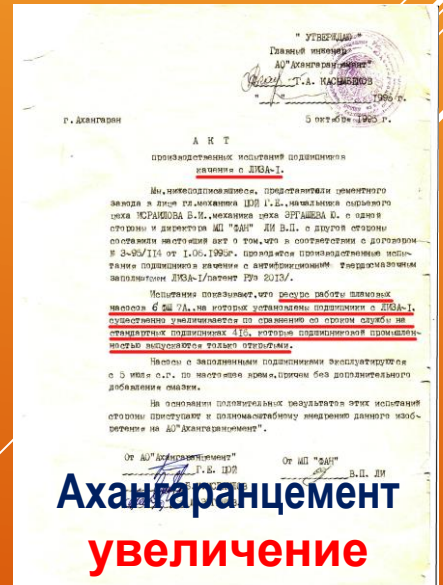 " УТВЕРЖДАЮ "
Главный инженер
АО"Ахангаранцемент"
Т.А. КАСЫМБЕКОВ
1995 г.
г. Ахангаран 5 октября 1995 г.
А К Т
производственных испытаний подшипников
качения с ЛИЗА-I.
Мы, нижеподписавшиеся, представители цементного
завода в лице гл.механика ЦОЙ Г.Е., начальника сырьевого
цеха ИСРАИЛОВА В.И., механика цеха ЭРГАШЕВА Ю. с одной
стороны и директора МП "ФАН" ЛИ В.П. с другой стороны
составили настоящий акт о том, что в соответствии с договором
№ 3-95/114 от 1.06.1995г. проводятся производственные испы-
тания подшипников качения с антифрикционным твердосмазочным
заполнителем ЛИЗА-I/патент РУз 2013/.
Испытания показывают, что ресурс работы шламовых
насосов 6 ФШ 7А., на которых установлены подшипники с ЛИЗА-I,
существенно увеличивается по сравнению со сроком службы на
стандартных подшипниках 416, которые подшипниковой промышлен-
ностью выпускаются только открытыми.
Насосы с заполненными подшипниками эксплуатируются
с 5 июля с.г. по настоящее время, причем без дополнительного
добавления смазки.
На основании положительных результатов этих испытаний
стороны приступают к полномасштабному внедрению данного изоб-
ретения на АО"Ахангаранцемент".
От АО"Ахангаранцемент" От МП "ФАН"
Г.Е. ЦОЙ В.П. ЛИ
Ахангаранцемент
увеличение